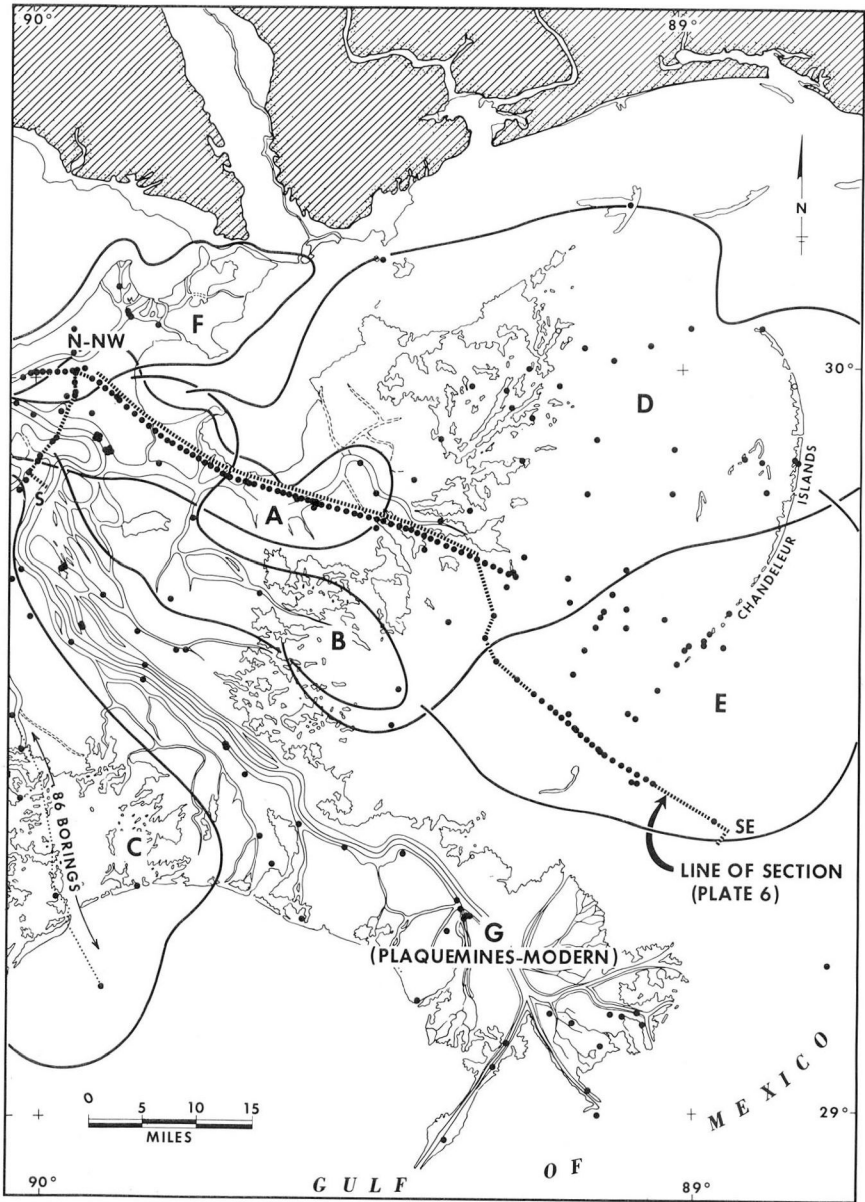 90°
89°
N
F
N-NW
30°
D
S
A
CHANDELEUR ISLANDS
B
E
86 BORINGS
SE
C
LINE OF SECTION
(PLATE 6)
G
(PLAQUEMINES-MODERN)
0 5 10 15
MILES
29°
90°
89°
GULF OF MEXICO